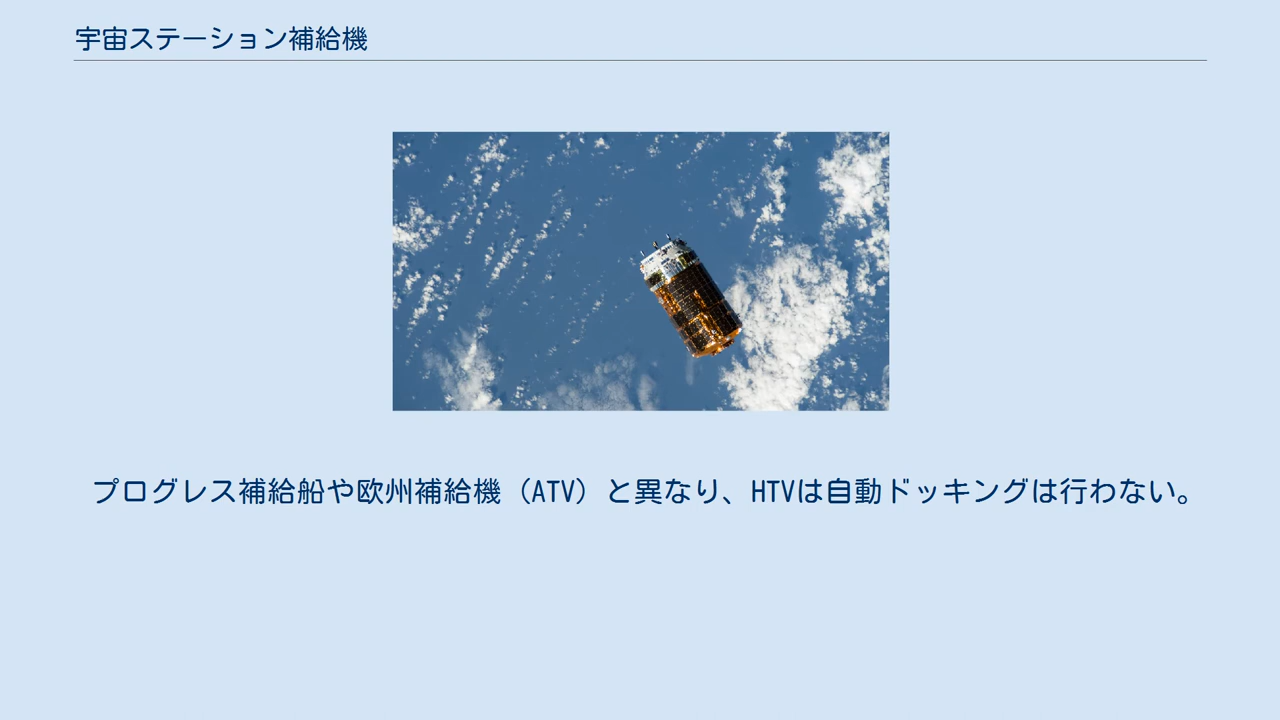 宇宙ステーション補給機
プログレス補給船や欧州補給機（ATV）と異なり、HTVは自動ドッキングは行わない。